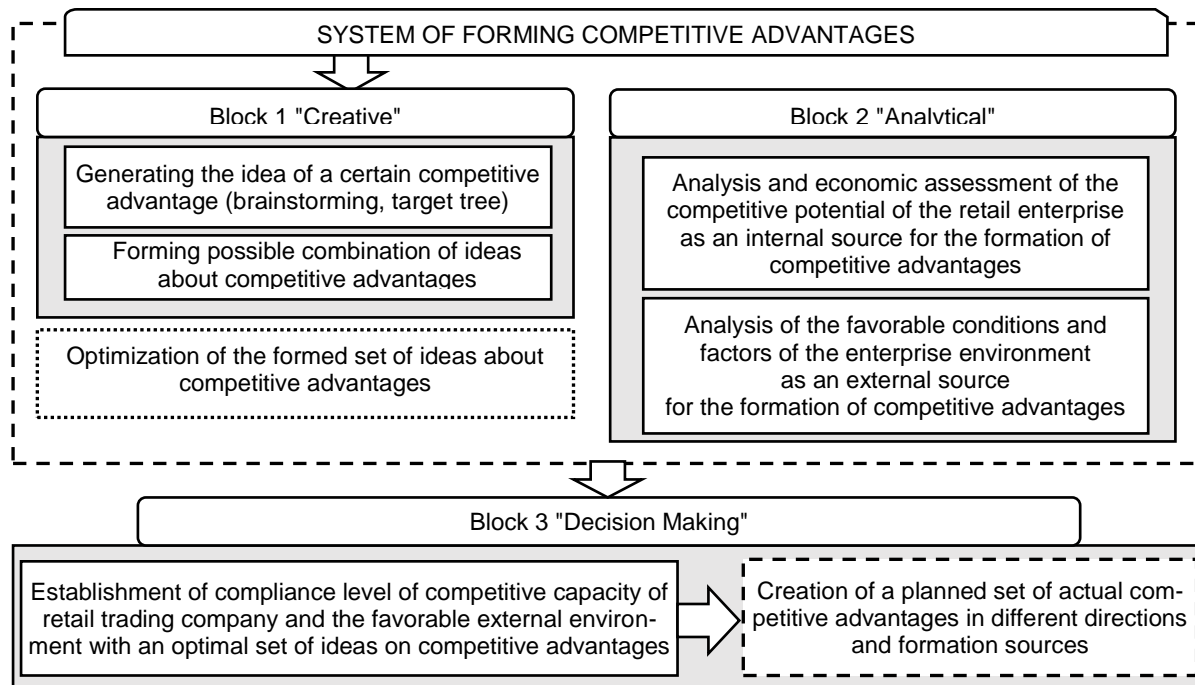 SYSTEM OF FORMING COMPETITIVE ADVANTAGES
Block 1 "Creative"
Generating the idea of a certain competitive
advantage (brainstorming, target tree)
Forming possible combination of ideas
about competitive advantages
Optimization of the formed set of ideas about
competitive advantages
Block 2 "Analytical"
Analysis and economic assessment of the
competitive potential of the retail enterprise
as an internal source for the formation of
competitive advantages
Analysis of the favorable conditions and
factors of the enterprise environment
as an external source
for the formation of competitive advantages
Block 3 "Decision Making"
Establishment of compliance level of competitive capacity of
retail trading company and the favorable external environ-
ment with an optimal set of ideas on competitive advantages
Creation of a planned set of actual com-
petitive advantages in different directions
and formation sources